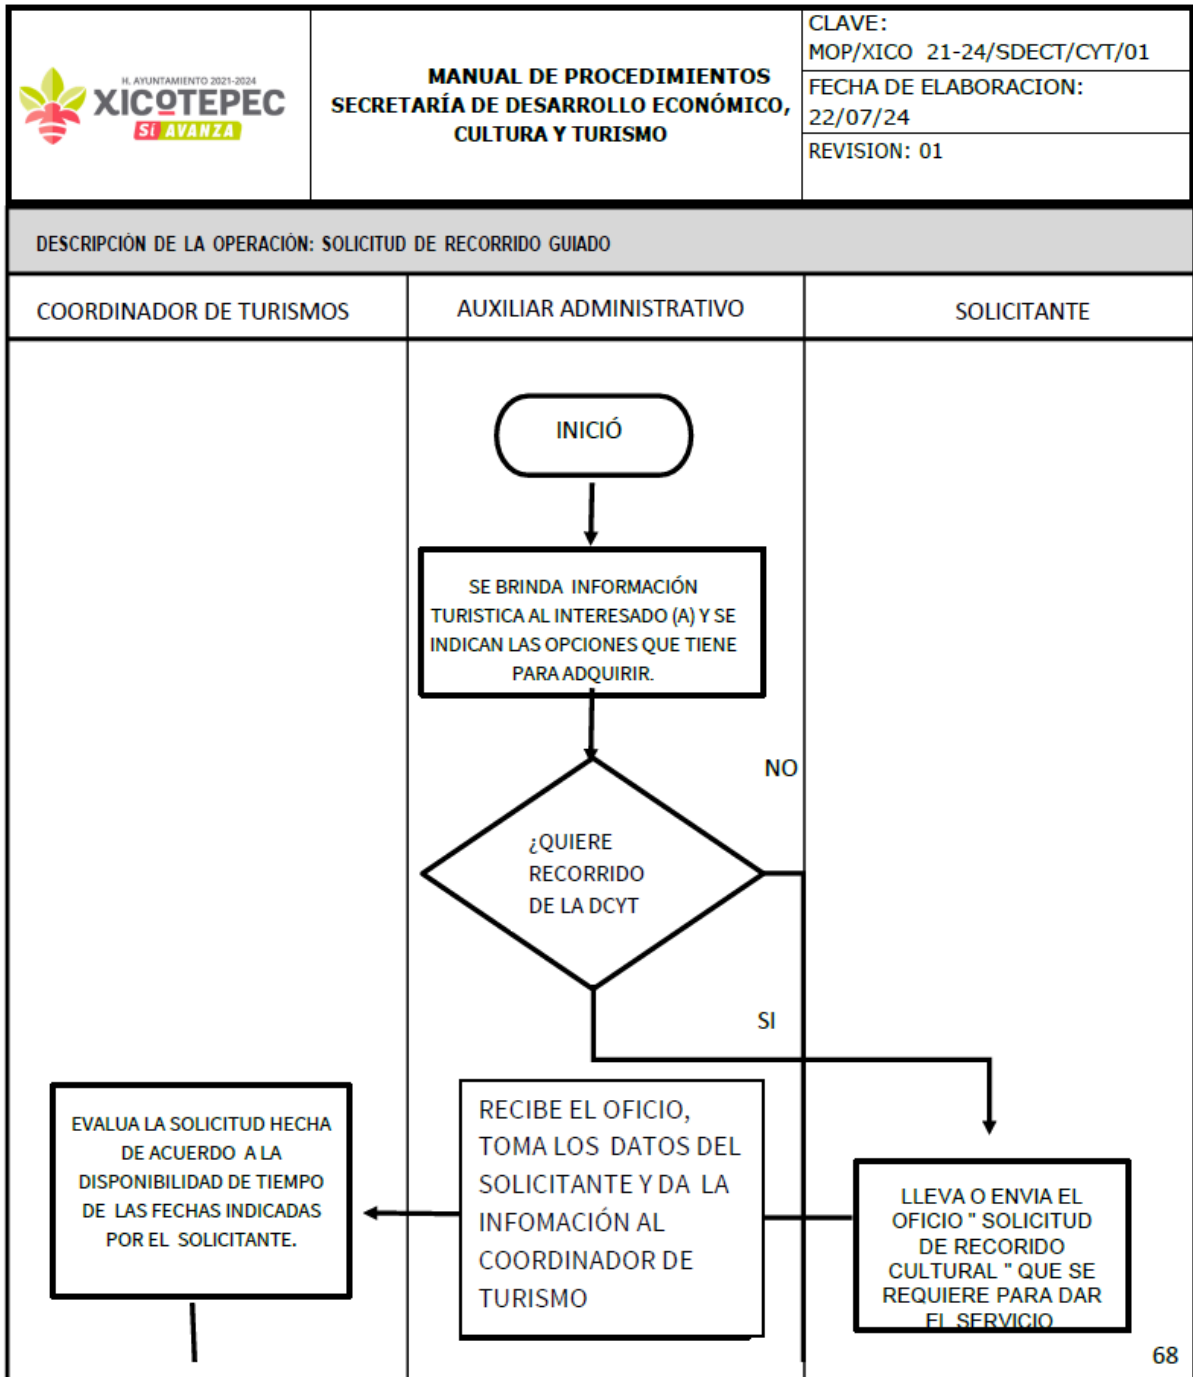 H. AYUNTAMIENTO 2021-2024
XICOTEPEC
SÍ AVANZA
MANUAL DE PROCEDIMIENTOS
SECRETARÍA DE DESARROLLO ECONÓMICO,
CULTURA Y TURISMO
CLAVE:
MOP/XICO 21-24/SDECT/CYT/01
FECHA DE ELABORACION:
22/07/24
REVISION: 01
DESCRIPCIÓN DE LA OPERACIÓN: SOLICITUD DE RECORRIDO GUIADO
COORDINADOR DE TURISMOS
AUXILIAR ADMINISTRATIVO
SOLICITANTE
INICIÓ
SE BRINDA INFORMACIÓN
TURISTICA AL INTERESADO (A) Y SE
INDICAN LAS OPCIONES QUE TIENE
PARA ADQUIRIR.
NO
¿QUIERE
RECORRIDO
DE LA DCYT
SI
EVALUA LA SOLICITUD HECHA
DE ACUERDO A LA
DISPONIBILIDAD DE TIEMPO
DE LAS FECHAS INDICADAS
POR EL SOLICITANTE.
RECIBE EL OFICIO,
TOMA LOS DATOS DEL
SOLICITANTE Y DA LA
INFOMACIÓN AL
COORDINADOR DE
TURISMO
LLEVA O ENVIA EL
OFICIO " SOLICITUD
DE RECORIDO
CULTURAL " QUE SE
REQUIERE PARA DAR
EL SERVICIO
68